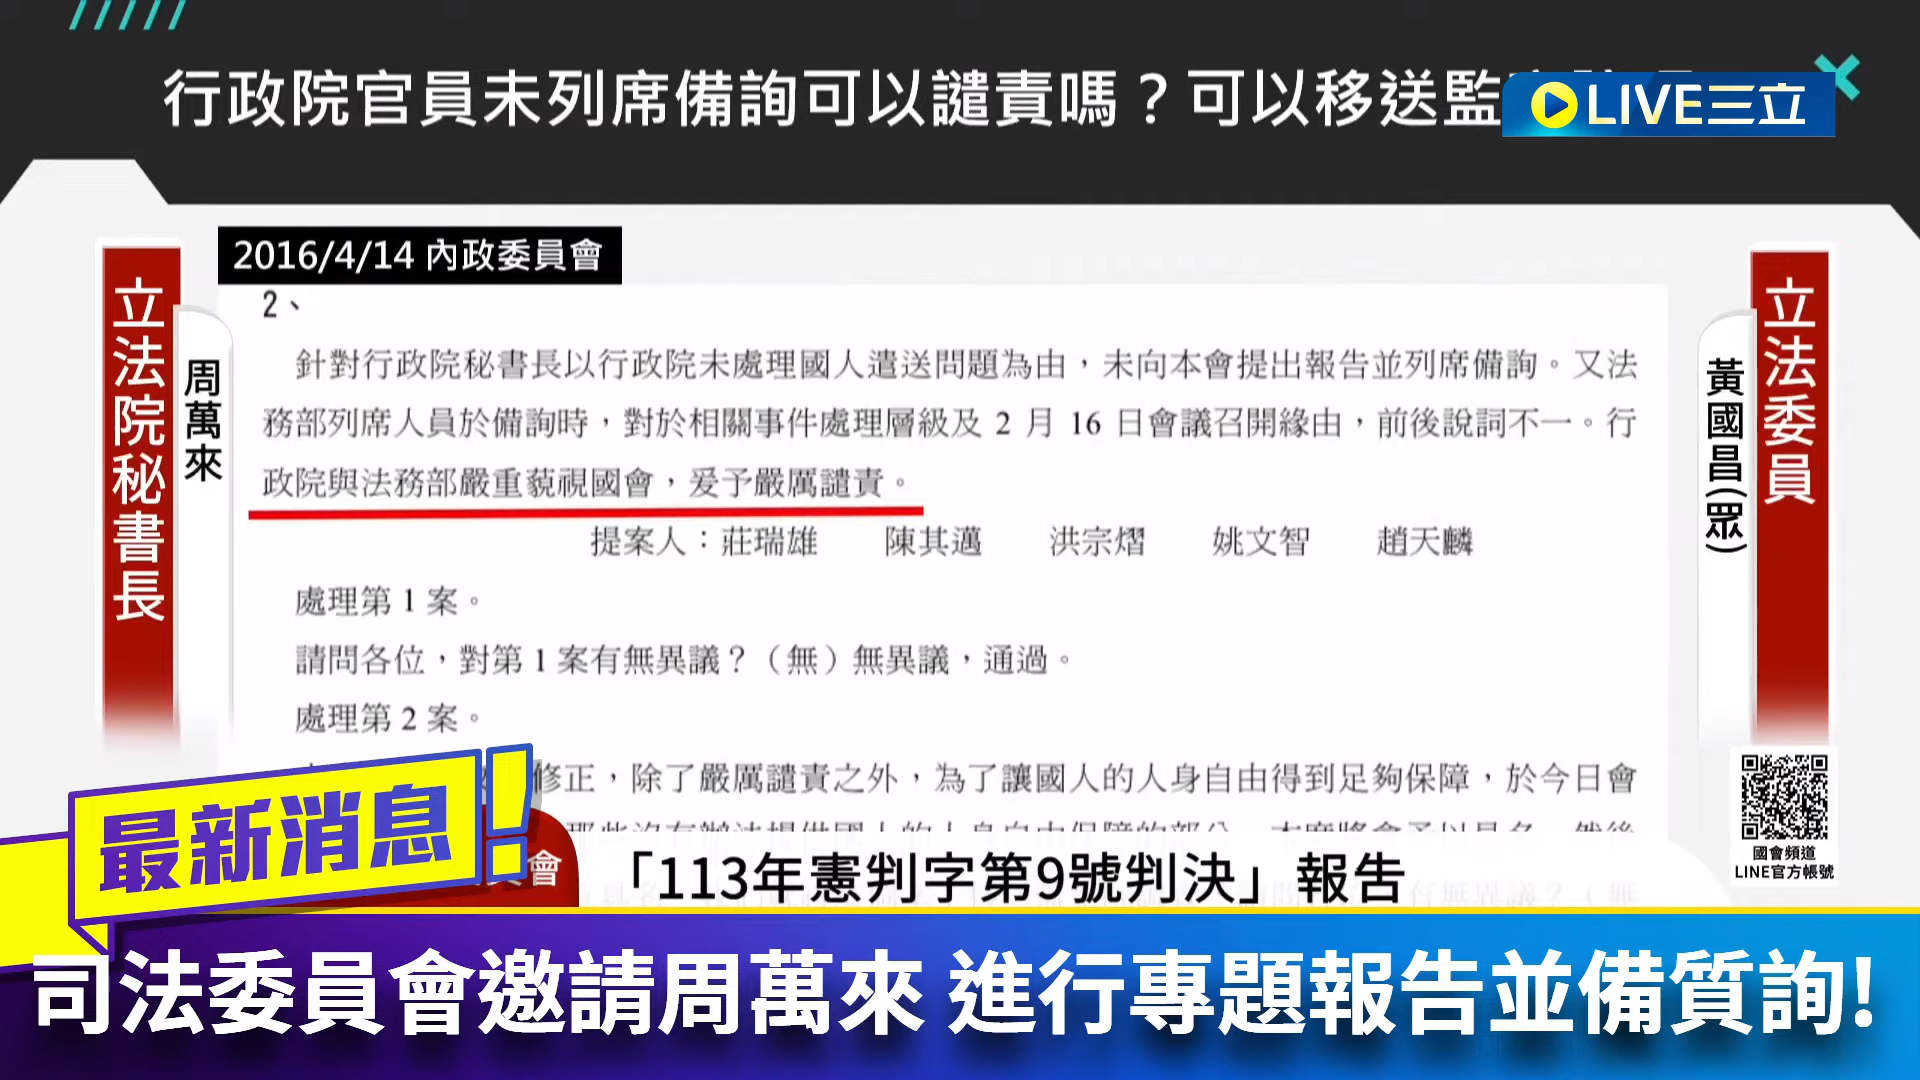 行政院官員未列席備詢可以譴責嗎？可以移送監
LIVE三立
2016/4/14 內政委員會
立法院秘書長
周萬來
立法委員
黃國昌(眾)
2、
針對行政院秘書長以行政院未處理國人遣送問題為由，未向本會提出報告並列席備詢。又法
務部列席人員於備詢時，對於相關事件處理層級及 2 月 16 日會議召開緣由，前後說詞不一。行
政院與法務部嚴重藐視國會，爰予嚴厲譴責。
提案人：莊瑞雄 陳其邁 洪宗熠 姚文智 趙天麟
處理第 1 案。
請問各位，對第 1 案有無異議？（無）無異議，通過。
處理第 2 案。
修正，除了嚴厲譴責之外，為了讓國人的人身自由得到足夠保障，於今日會
國會頻道
LINE官方帳號
最新消息!
會
「113年憲判字第9號判決」報告
司法委員會邀請周萬來 進行專題報告並備質詢!